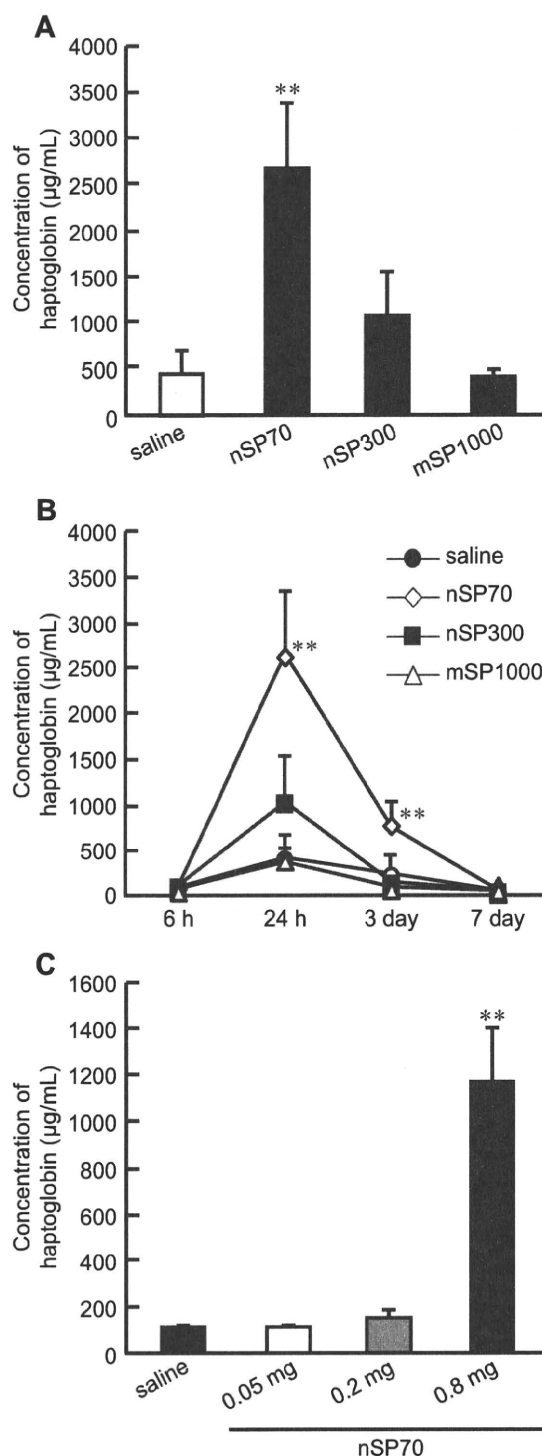 A
Concentration of
haptoglobin (µg/mL)
4000
3500
3000
2500
2000
1500
1000
500
0
**
saline
nSP70
nSP300
mSP1000
B
Concentration of
haptoglobin (µg/mL)
4000
3500
3000
2500
2000
1500
1000
500
0
saline
nSP70
nSP300
mSP1000
**
**
6 h
24 h
3 day
7 day
C
Concentration of
haptoglobin (µg/mL)
1600
1400
1200
1000
800
600
400
200
0
**
saline
0.05 mg
0.2 mg
0.8 mg
nSP70